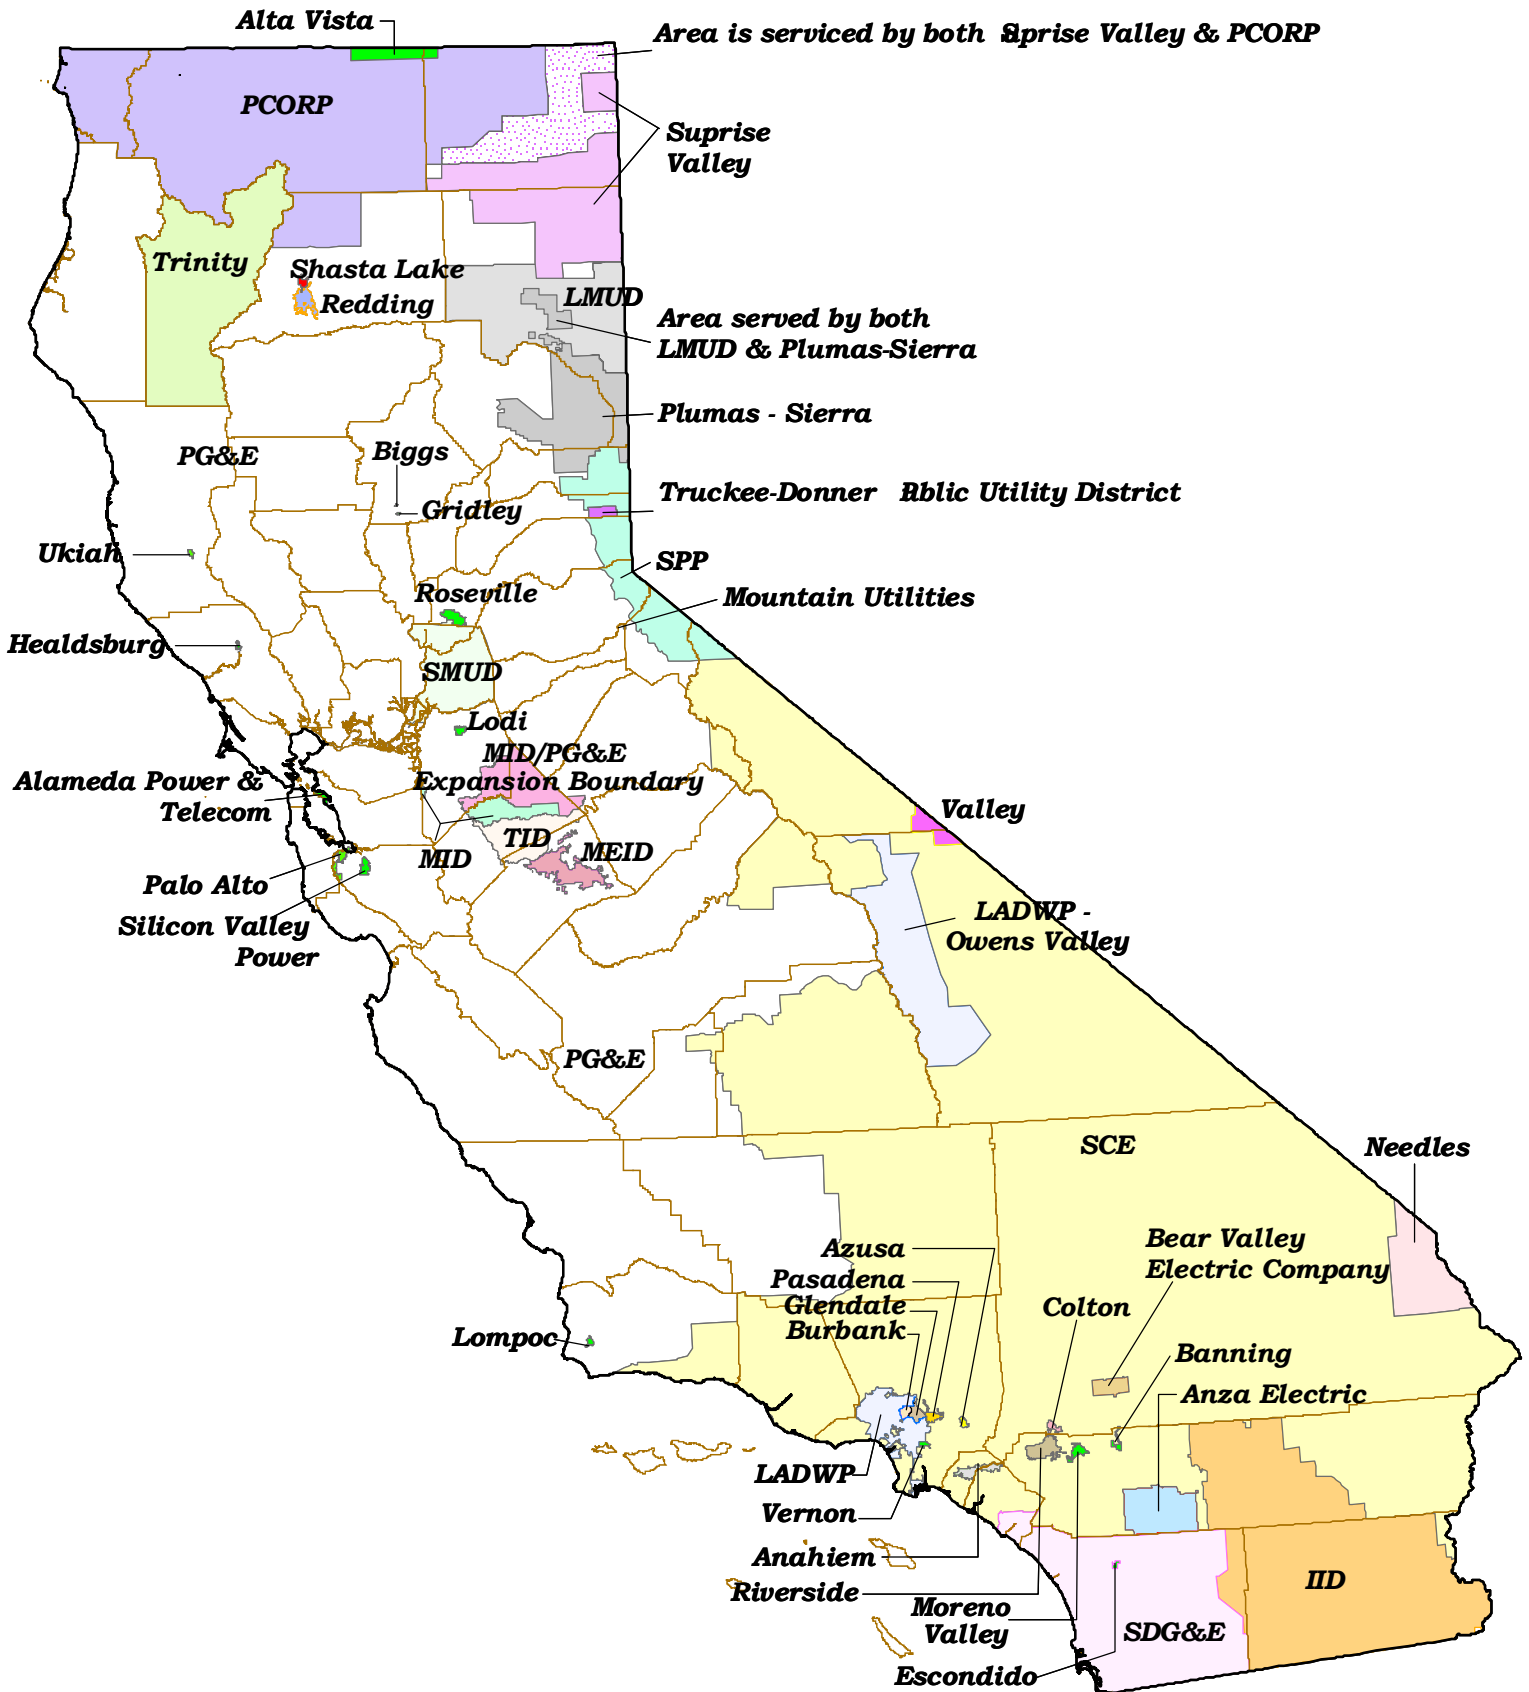 Alta Vista
Area is serviced by both Suprise Valley & PCORP
PCORP
Suprise
Valley
Trinity
Shasta Lake
Redding
LMUD
Area served by both
LMUD & Plumas-Sierra
Plumas - Sierra
PG&E
Biggs
Gridley
Truckee-Donner Public Utility District
Ukiah
SPP
Roseville
Mountain Utilities
Healdsburg
SMUD
Lodi
MID/PG&E
Expansion Boundary
Alameda Power &
Telecom
Valley
TID
MID
MEID
Palo Alto
Silicon Valley
Power
LADWP -
Owens Valley
PG&E
SCE
Needles
Azusa
Bear Valley
Electric Company
Pasadena
Glendale
Burbank
Colton
Lompoc
Banning
Anza Electric
LADWP
Vernon
Anahiem
Riverside
IID
Moreno
Valley
SDG&E
Escondido